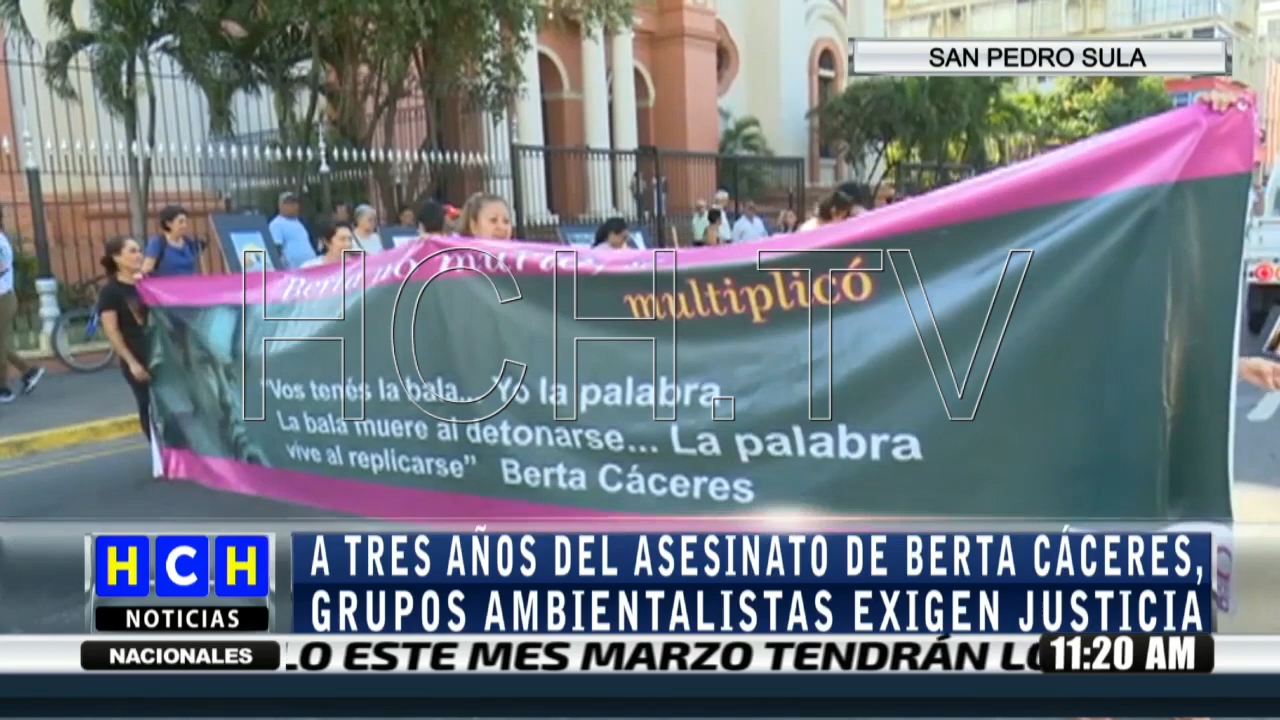 SAN PEDRO SULA
"Berta no
multiplicó
HCH.TV
"Vos tenés la bala... Yo la palabra
La bala muere al detonarse... La palabra
vive al replicarse" Berta Cáceres
A TRES AÑOS DEL ASESINATO DE BERTA CÁCERES,
GRUPOS AMBIENTALISTAS EXIGEN JUSTICIA
HCH
NOTICIAS
NACIONALES
LO ESTE MES MARZO TENDRÁN
11:20 AM